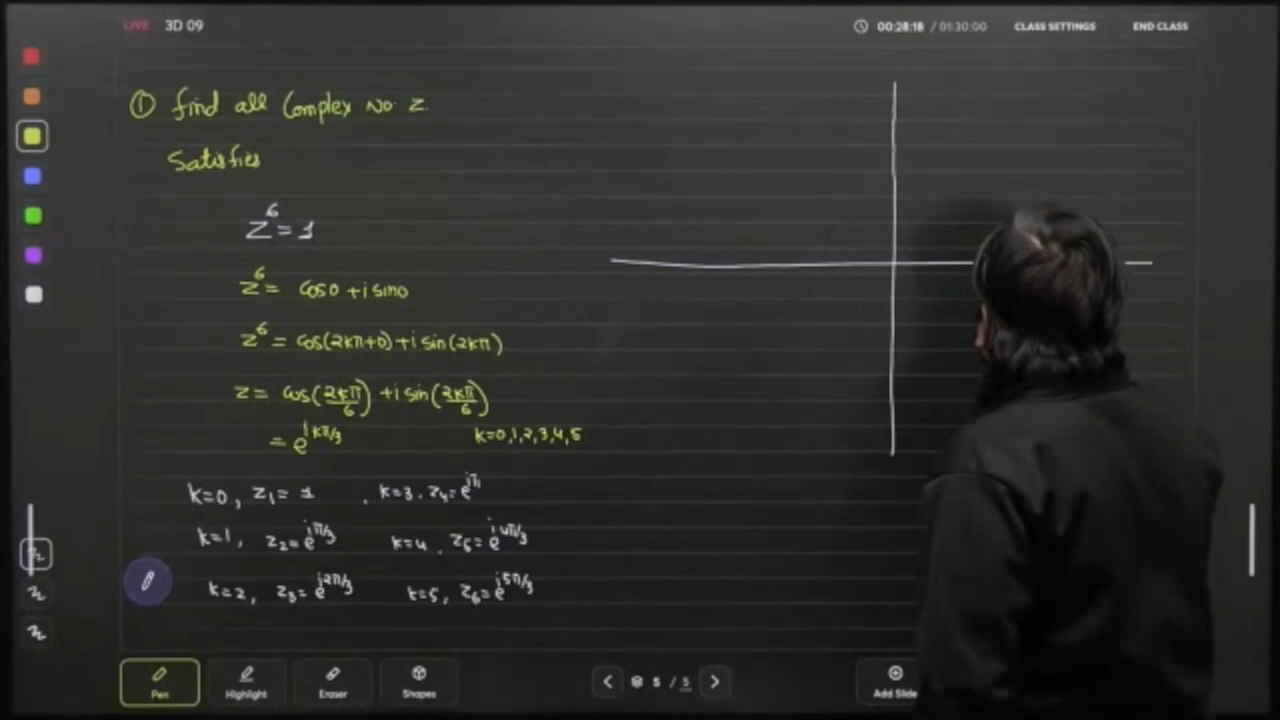 LIVE 3D 09 00:28:18 / 01:30:00 CLASS SETTINGS END CLASS
① find all Complex No. Z
Satisfies
Z⁶ = 1
Z⁶ = cos0 + i sin0
Z⁶ = cos(2kπ+0) + i sin(2kπ)
Z = cos(2kπ/6) + i sin(2kπ/6)
= e^(ikπ/3) k=0,1,2,3,4,5
k=0, Z₁ = 1 , k=3, Z₄ = e^(iπ)
k=1, Z₂ = e^(iπ/3) k=4, Z₅ = e^(i4π/3)
k=2, Z₃ = e^(i2π/3) k=5, Z₆ = e^(i5π/3)
Pen Highlight Eraser Shapes 5 / 5 Add Slide